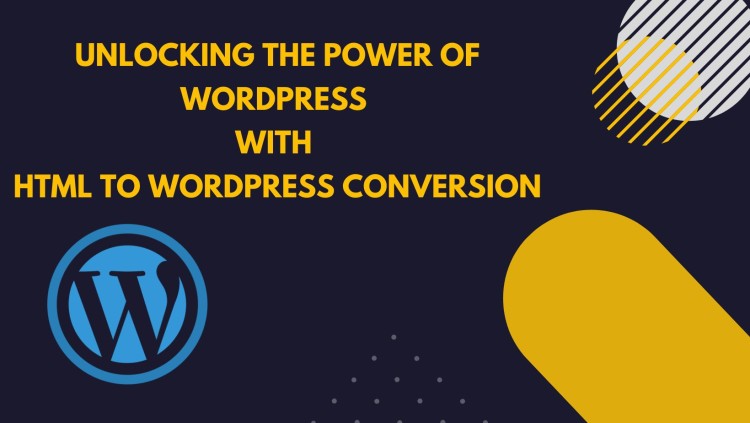 UNLOCKING THE POWER OF
WORDPRESS
WITH
HTML TO WORDPRESS CONVERSION
W